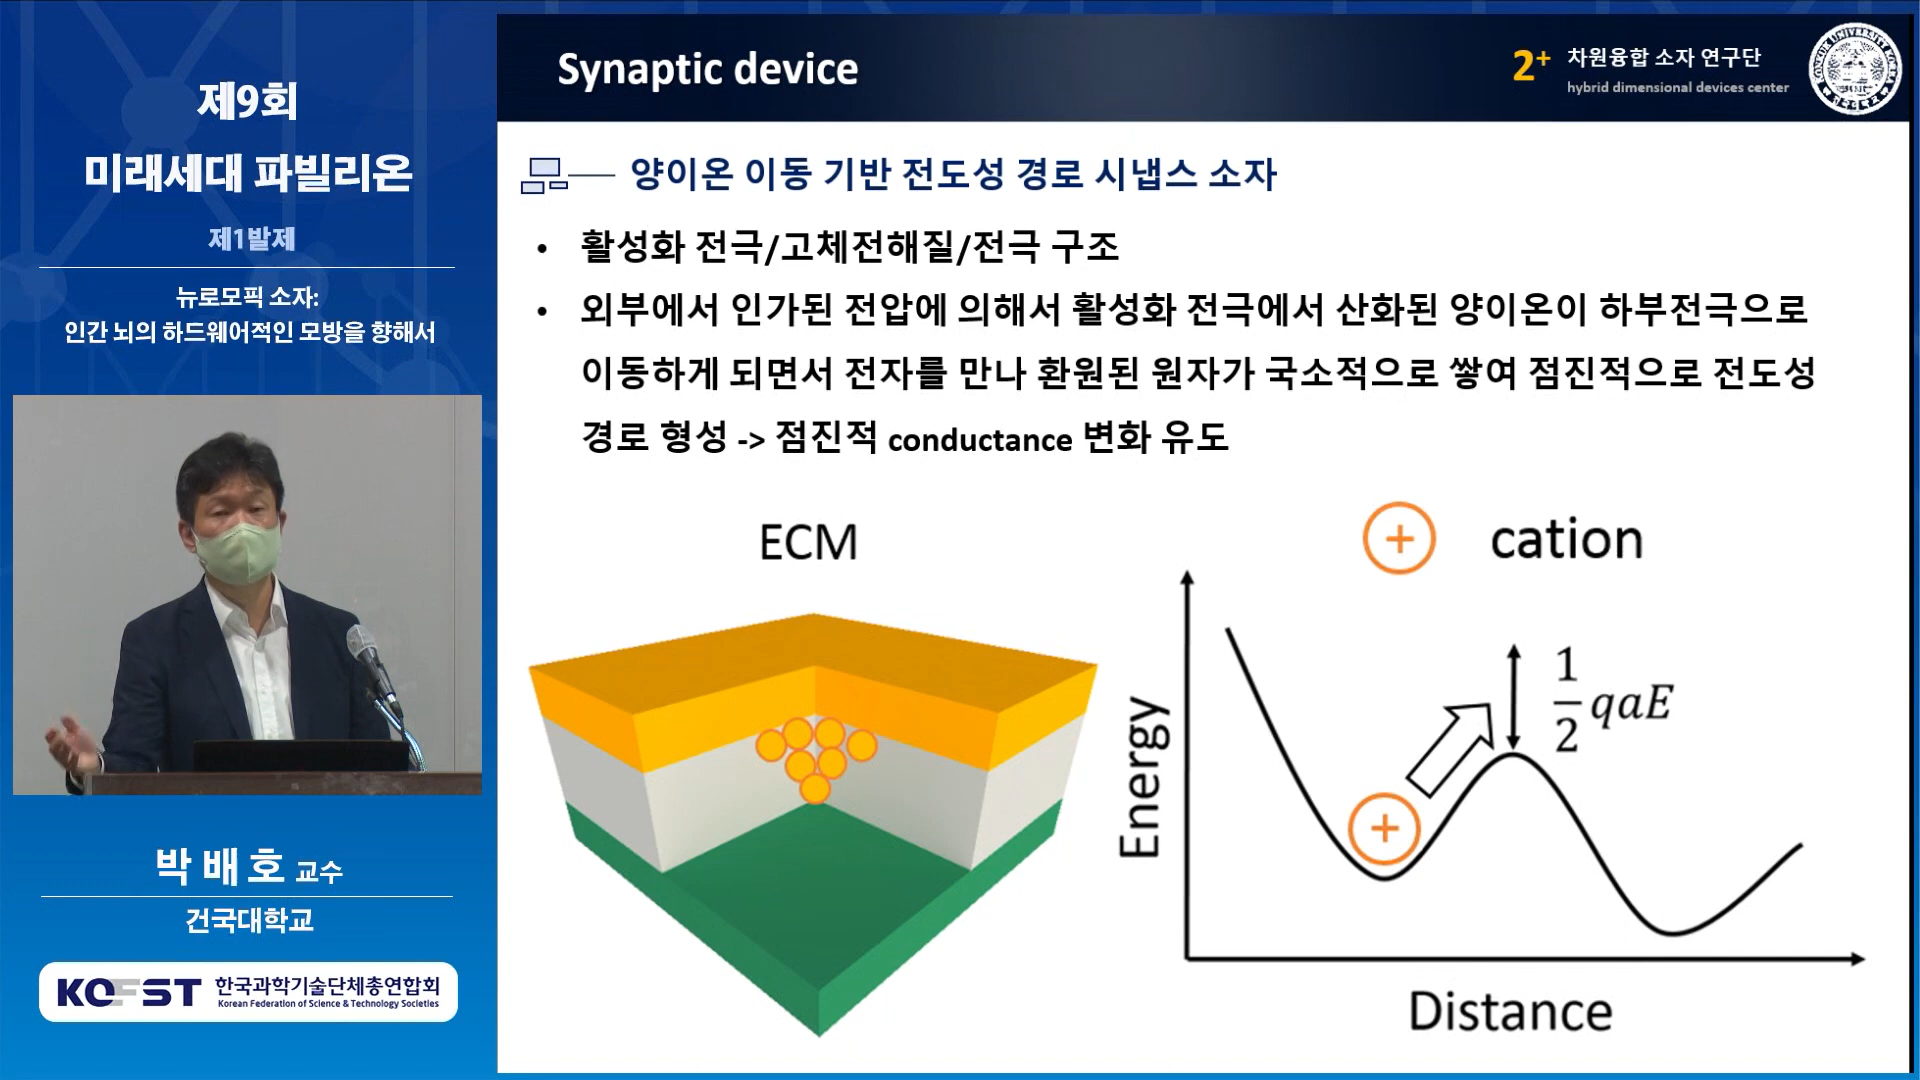 제9회
미래세대 파빌리온
제1발제
뉴로모픽 소자:
인간 뇌의 하드웨어적인 모방을 향해서
박 배 호 교수
건국대학교
KOFST 한국과학기술단체총연합회
Korean Federation of Science & Technology Societies
Synaptic device
2+ 차원융합 소자 연구단
hybrid dimensional devices center
양이온 이동 기반 전도성 경로 시냅스 소자
• 활성화 전극/고체전해질/전극 구조
• 외부에서 인가된 전압에 의해서 활성화 전극에서 산화된 양이온이 하부전극으로
이동하게 되면서 전자를 만나 환원된 원자가 국소적으로 쌓여 점진적으로 전도성
경로 형성 -> 점진적 conductance 변화 유도
ECM
+ cation
1/2 qaE
+
Energy
Distance